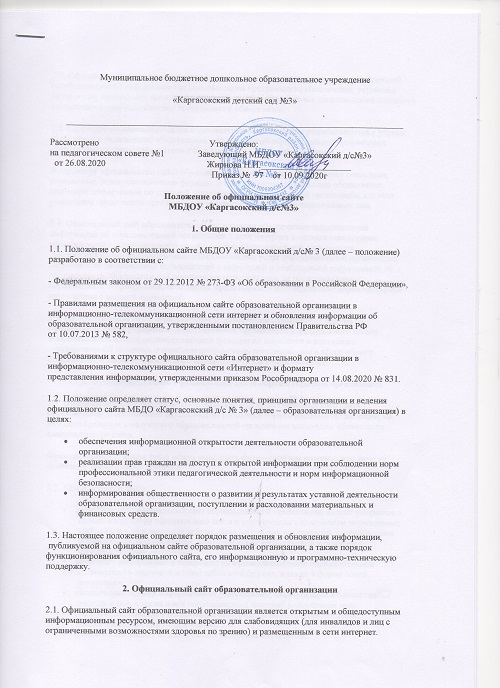 Муниципальное бюджетное дошкольное образовательное учреждение
«Каргасокский детский сад №3»
Рассмотрено Утверждено:
на педагогическом совете №1 Заведующий МБДОУ «Каргасокский д/с№3»
от 26.08.2020 Жирнова Н.И.
Приказ № 97 от 10.09.2020г
Положение об официальном сайте
МБДОУ «Каргасокский д/с№3»
1. Общие положения
1.1. Положение об официальном сайте МБДОУ «Каргасокский д/с№ 3 (далее – положение)
разработано в соответствии с:
- Федеральным законом от 29.12.2012 № 273-ФЗ «Об образовании в Российской Федерации»,
- Правилами размещения на официальном сайте образовательной организации в
информационно-телекоммуникационной сети интернет и обновления информации об
образовательной организации, утвержденными постановлением Правительства РФ
от 10.07.2013 № 582,
- Требованиями к структуре официального сайта образовательной организации в
информационно-телекоммуникационной сети «Интернет» и формату
представления информации, утвержденными приказом Рособрнадзора от 14.08.2020 № 831.
1.2. Положение определяет статус, основные понятия, принципы организации и ведения
официального сайта МБДО «Каргасокский д/с № 3» (далее – образовательная организация) в
целях:
• обеспечения информационной открытости деятельности образовательной
организации;
• реализации прав граждан на доступ к открытой информации при соблюдении норм
профессиональной этики педагогической деятельности и норм информационной
безопасности;
• информирования общественности о развитии и результатах уставной деятельности
образовательной организации, поступлении и расходовании материальных и
финансовых средств.
1.3. Настоящее положение определяет порядок размещения и обновления информации,
публикуемой на официальном сайте образовательной организации, а также порядок
функционирования официального сайта, его информационную и программно-техническую
поддержку.
2. Официальный сайт образовательной организации
2.1. Официальный сайт образовательной организации является открытым и общедоступным
информационным ресурсом, имеющим версию для слабовидящих (для инвалидов и лиц с
ограниченными возможностями здоровья по зрению) и размещенным в сети интернет.